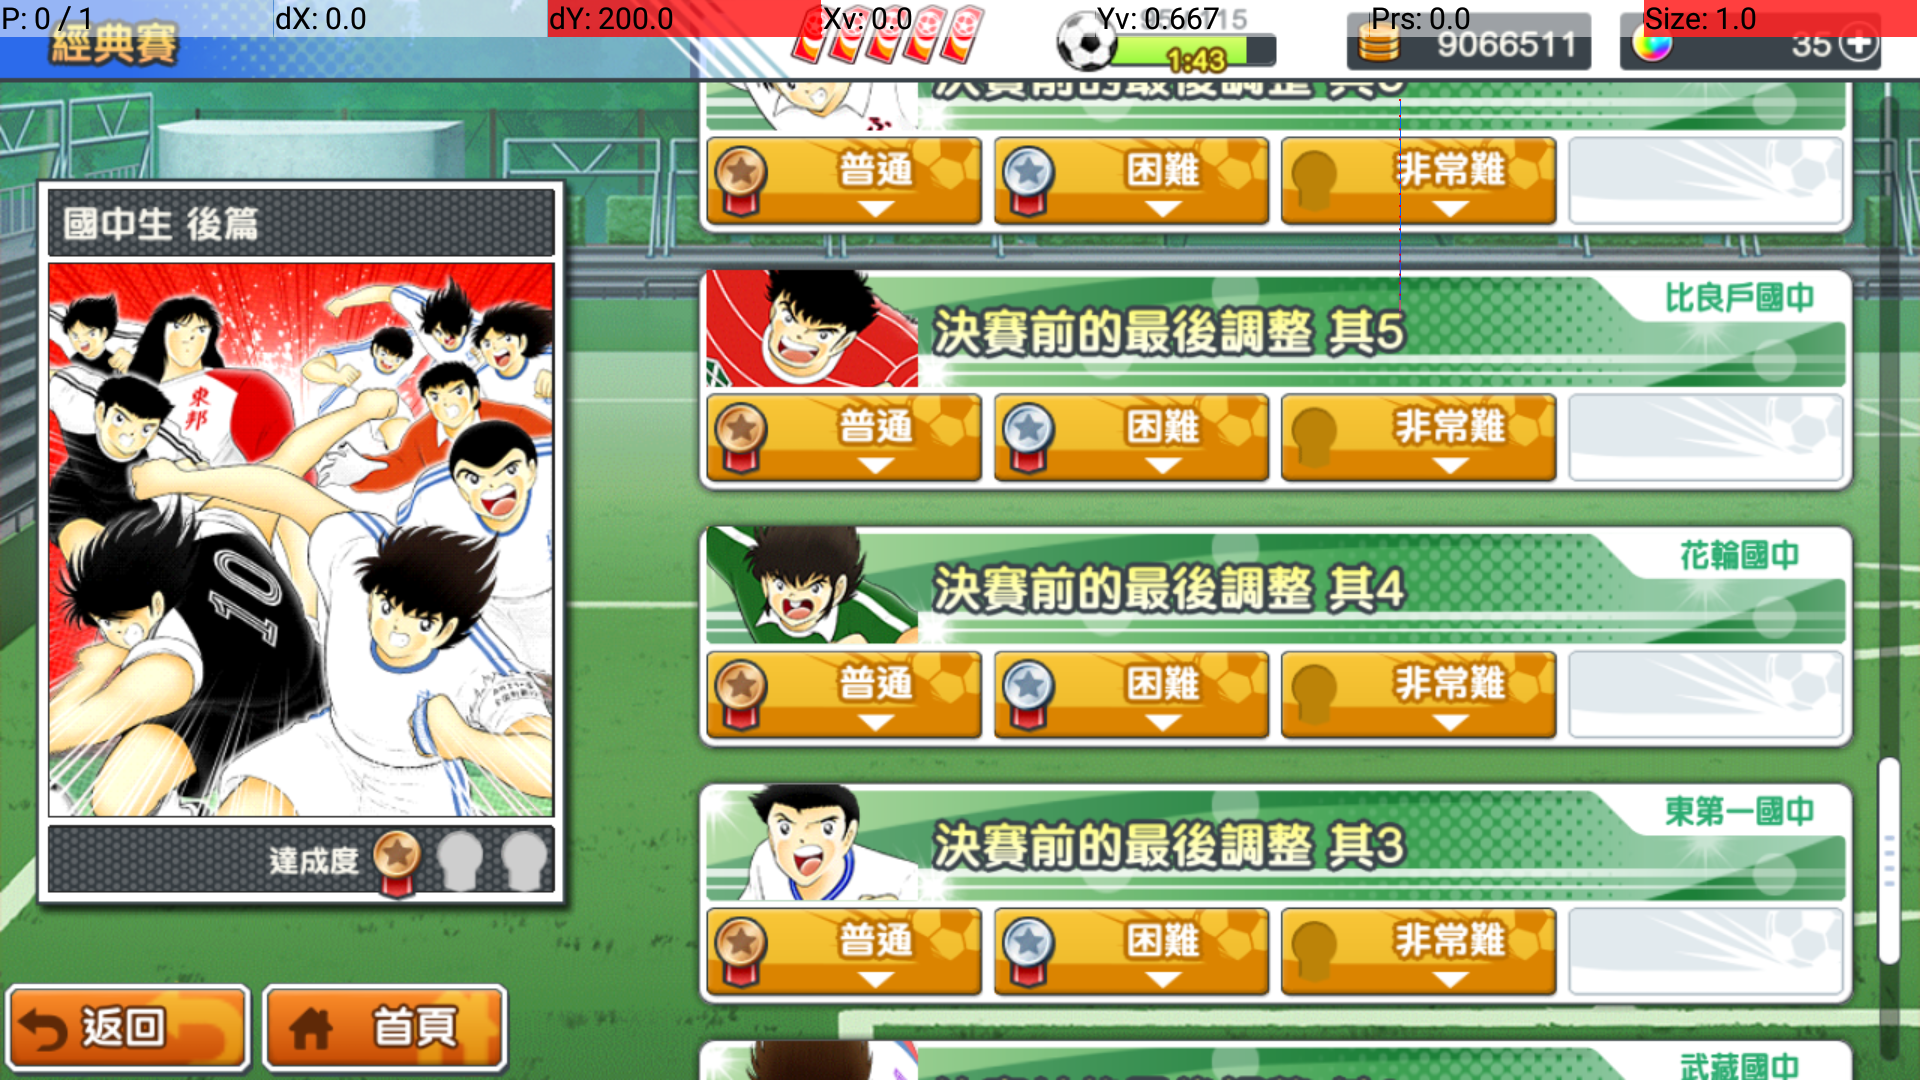 P: 0 / 1
dX: 0.0
dY: 200.0
Xv: 0.0
Yv: 0.667
Prs: 0.0
Size: 1.0
經典賽
1:43
9066511
35
國中生 後篇
10
東邦
達成度
返回
首頁
普通
困難
非常難
決賽前的最後調整 其5
比良戶國中
普通
困難
非常難
決賽前的最後調整 其4
花輪國中
普通
困難
非常難
決賽前的最後調整 其3
東第一國中
普通
困難
非常難
武藏國中